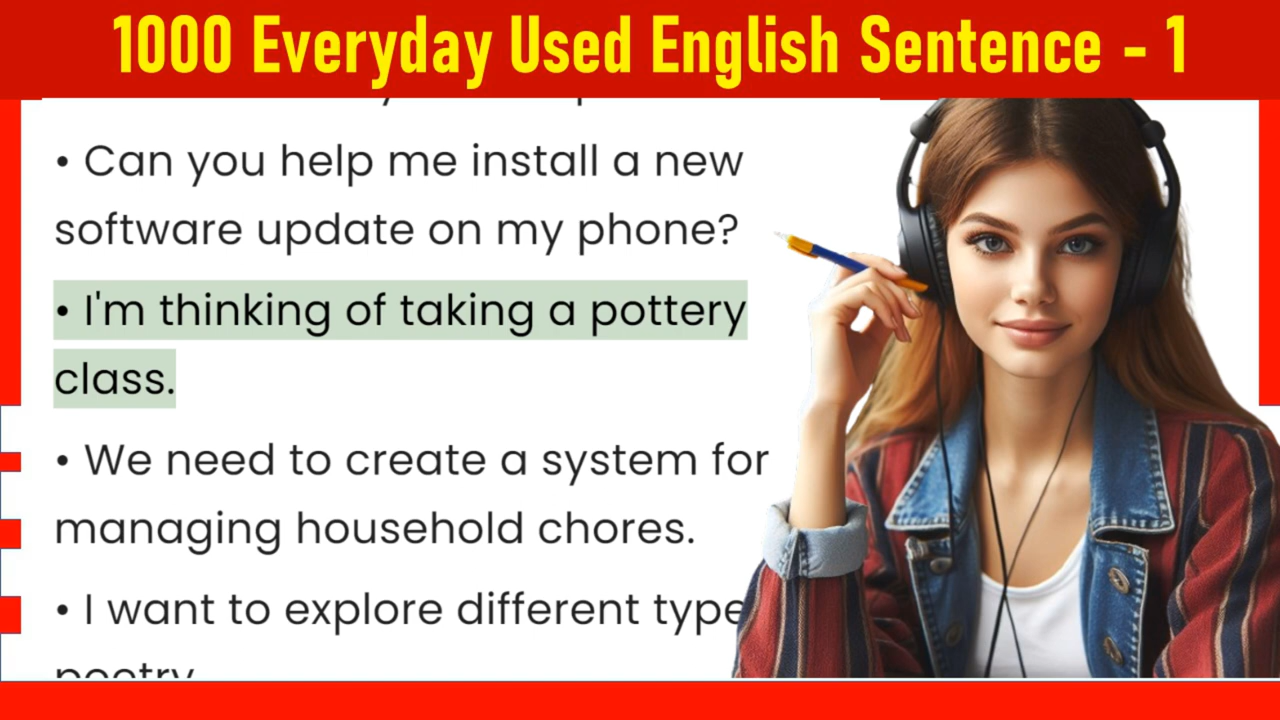 1000 Everyday Used English Sentence - 1
• Can you help me install a new
software update on my phone?
• I'm thinking of taking a pottery
class.
• We need to create a system for
managing household chores.
• I want to explore different type
poetry